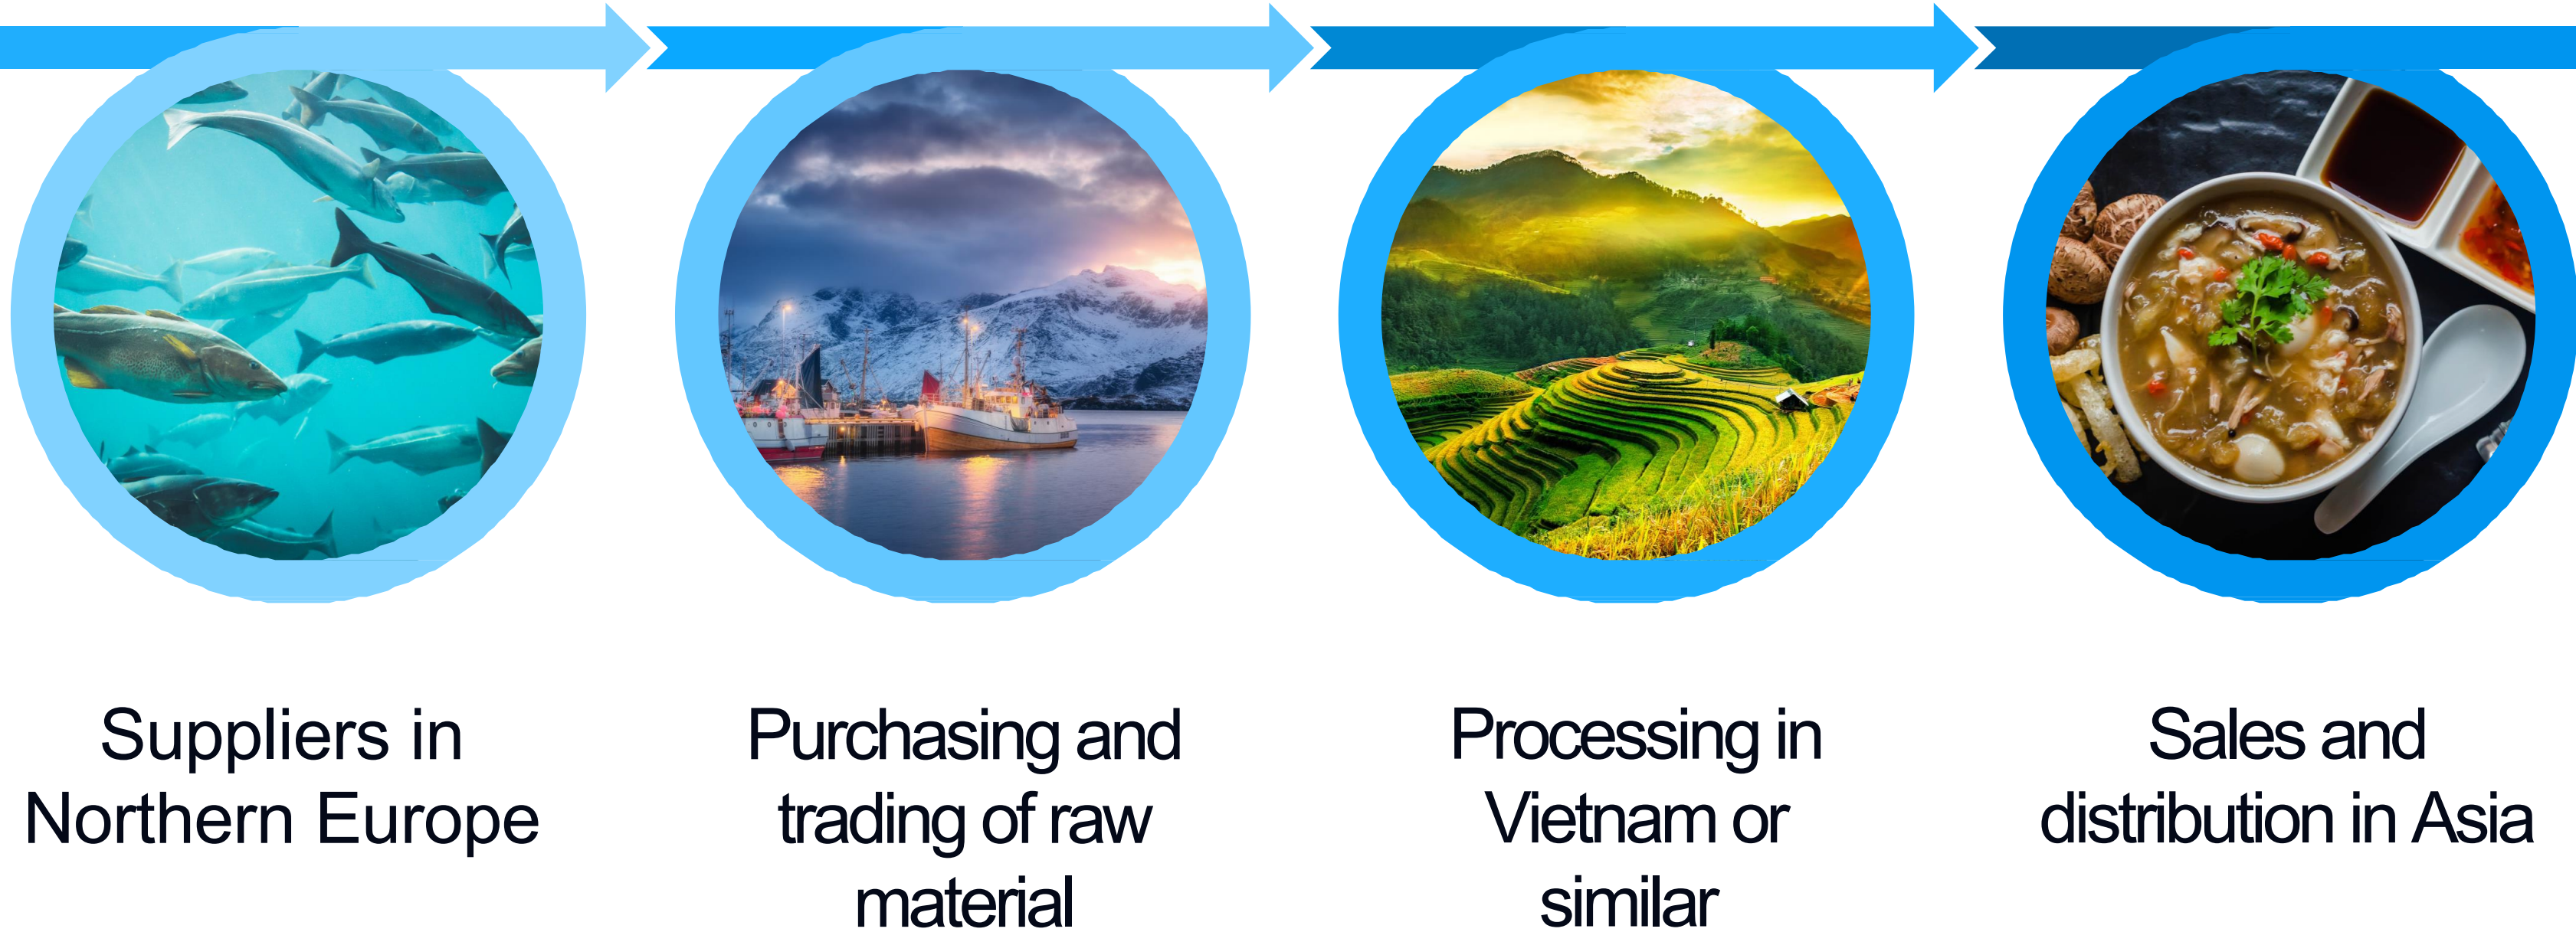 Suppliers in
Northern Europe
Purchasing and
trading of raw
material
Processing in
Vietnam or
similar
Sales and
distribution in Asia